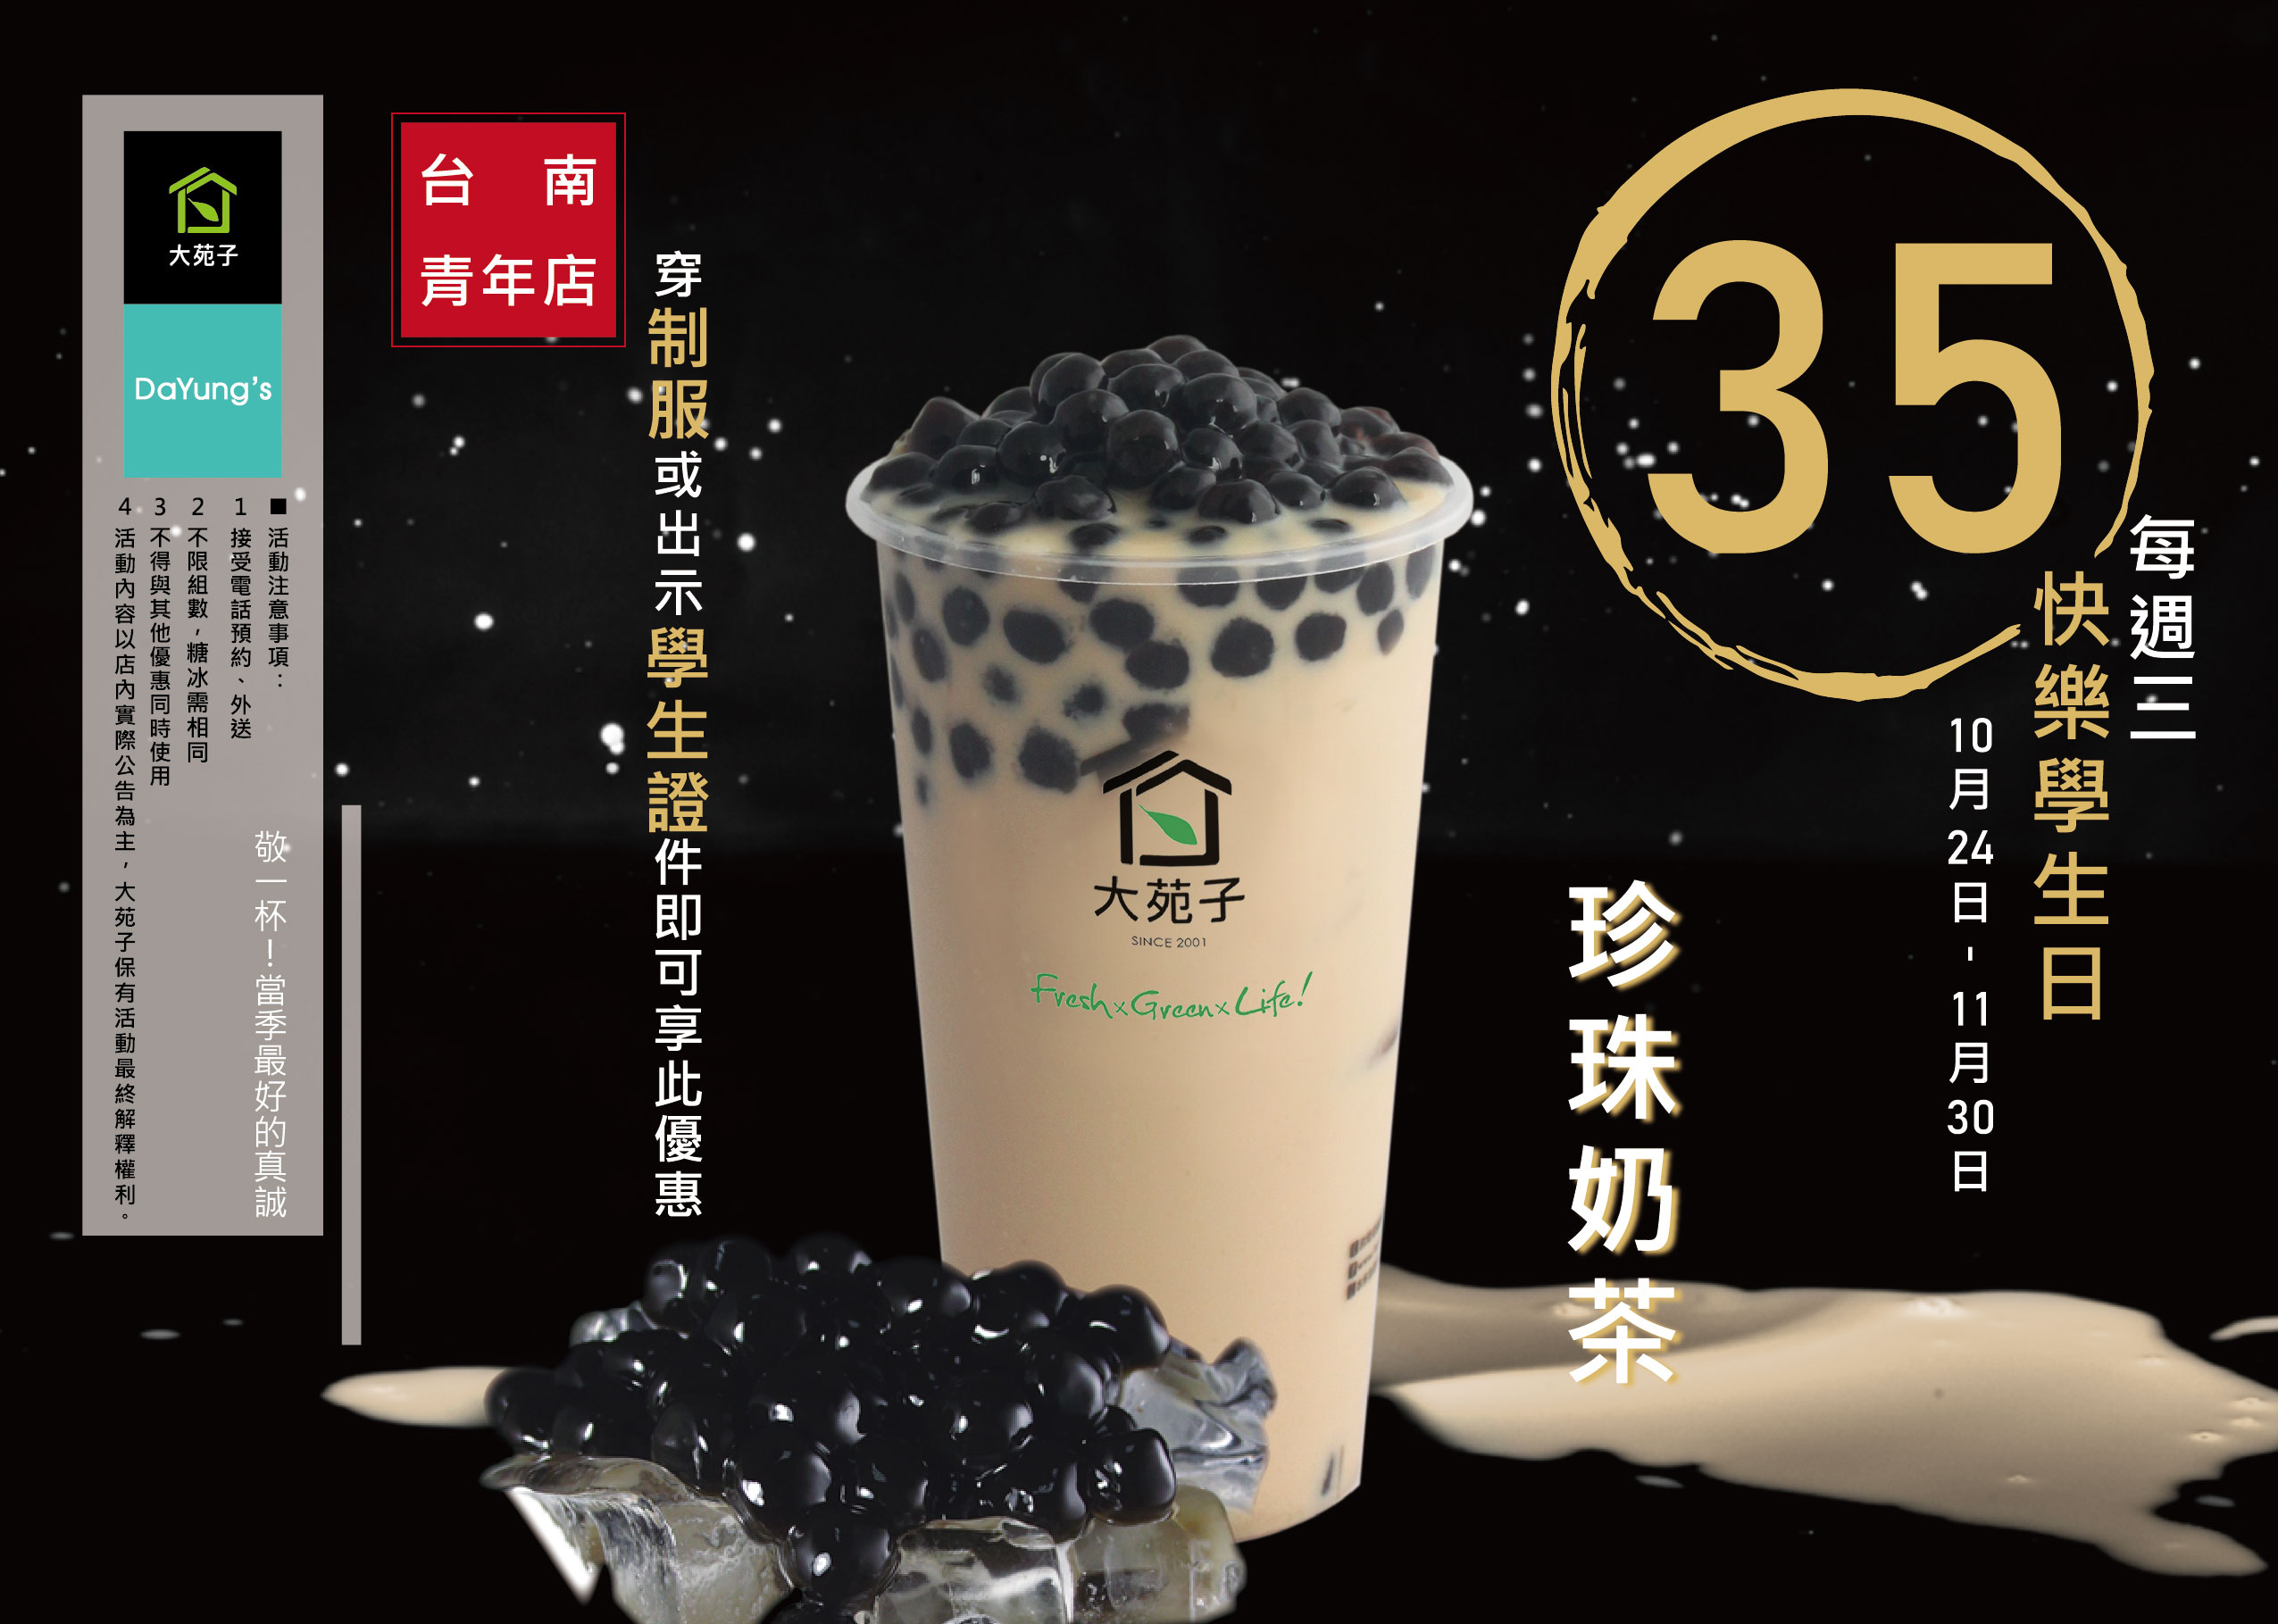 35
每週三
快樂學生日
10月24日-11月30日
珍珠奶茶
大苑子
SINCE 2001
Fresh×Green×Life!
穿制服或出示學生證件即可享此優惠
台南
青年店
大苑子
DaYung's
■活動注意事項：
1接受電話預約、外送
2不限組數，糖冰需相同
3不得與其他優惠同時使用
4活動內容以店內實際公告為主，大苑子保有活動最終解釋權利。
敬一杯！當季最好的真誠